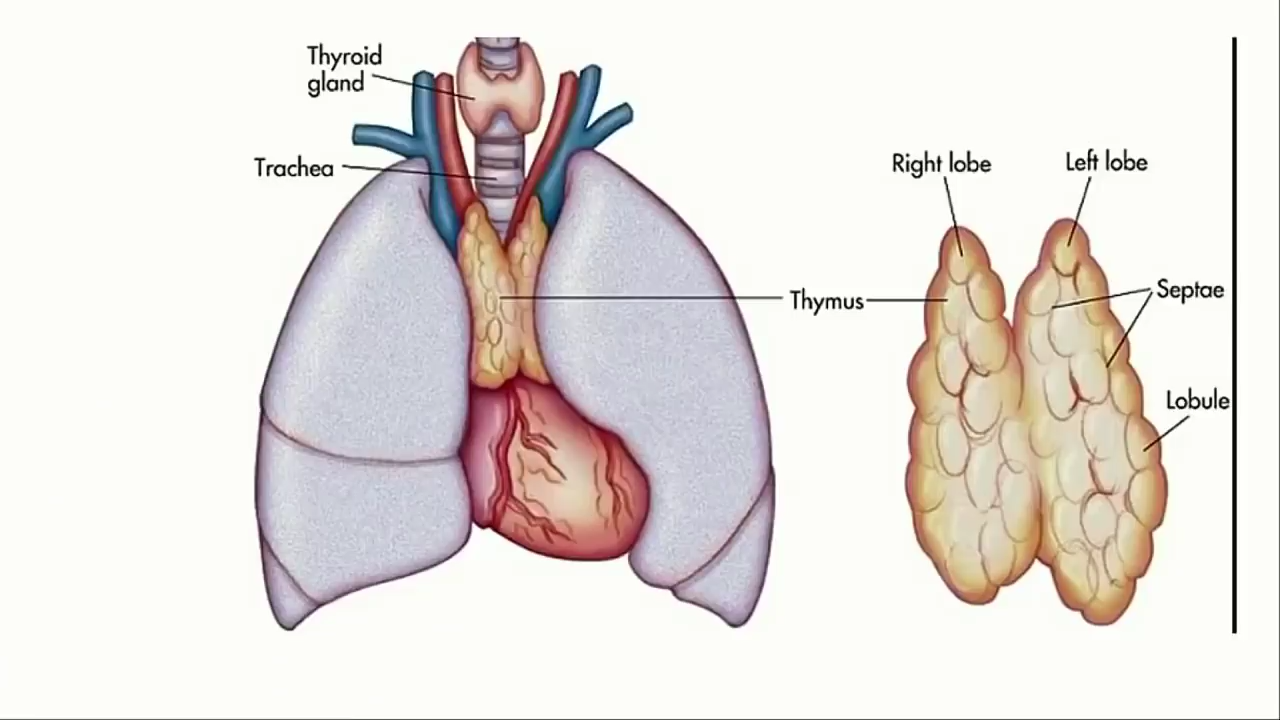 Thyroid
gland
Trachea
Right lobe
Left lobe
Thymus
Septae
Lobule